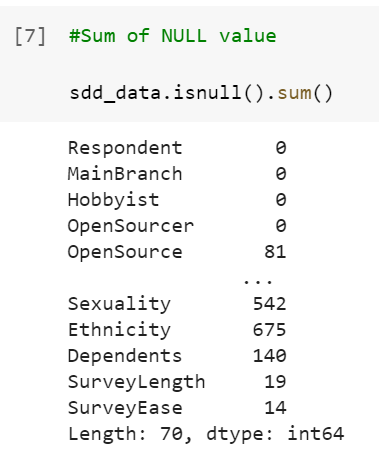 [7] #Sum of NULL value
sdd_data.isnull().sum()
Respondent 0
MainBranch 0
Hobbyist 0
OpenSourcer 0
OpenSource 81
...
Sexuality 542
Ethnicity 675
Dependents 140
SurveyLength 19
SurveyEase 14
Length: 70, dtype: int64